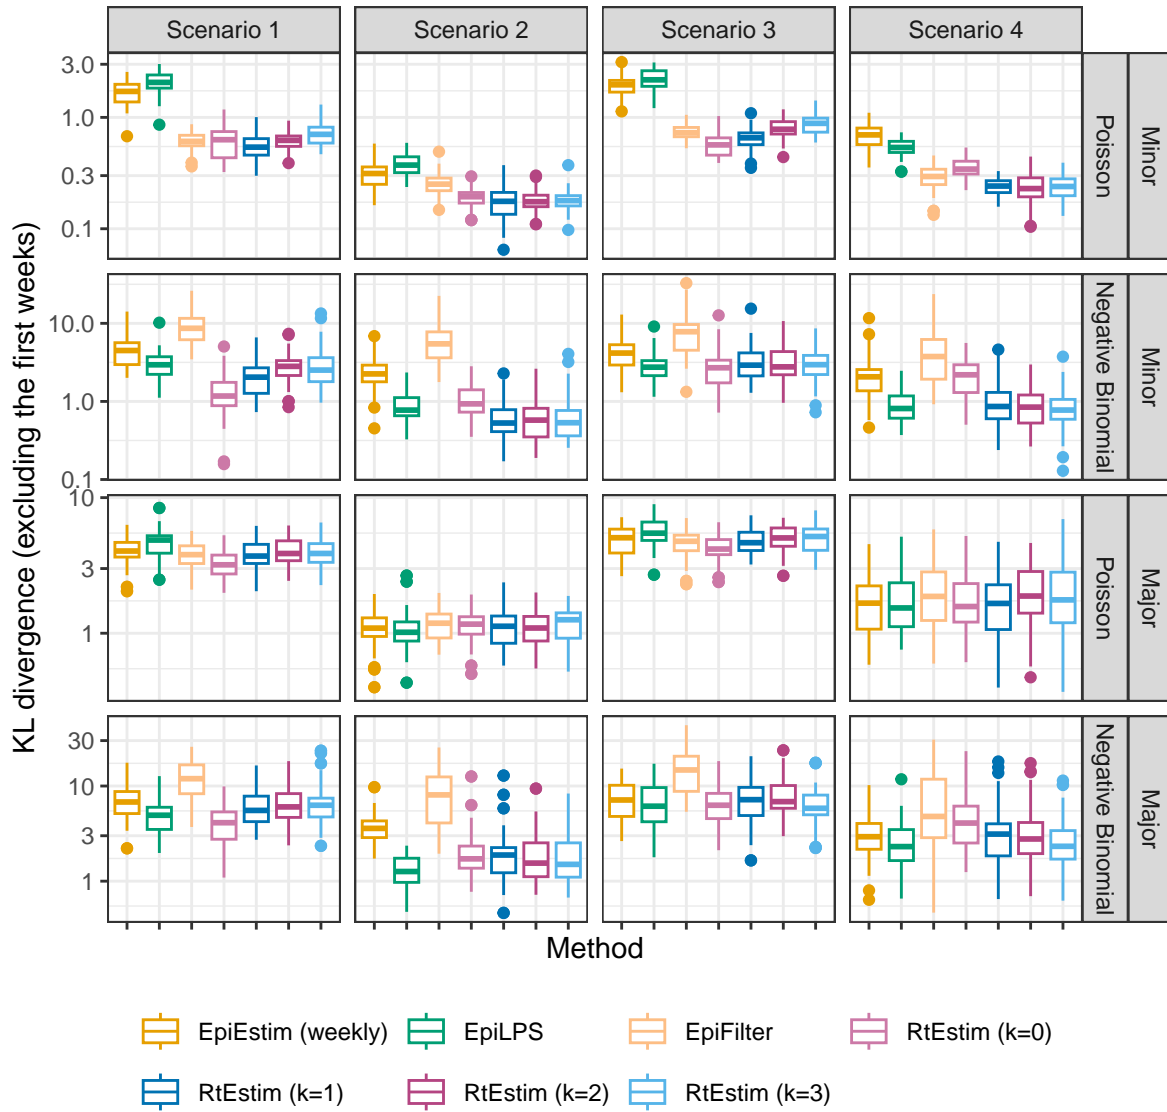 Scenario 1 Scenario 2 Scenario 3 Scenario 4
KL divergence (excluding the first weeks)
3.0
1.0
0.3
0.1
Poisson Minor
10.0
1.0
0.1
Negative Binomial Minor
10
3
1
Poisson Major
30
10
3
1
Negative Binomial Major
Method
EpiEstim (weekly) EpiLPS EpiFilter RtEstim (k=0)
RtEstim (k=1) RtEstim (k=2) RtEstim (k=3)